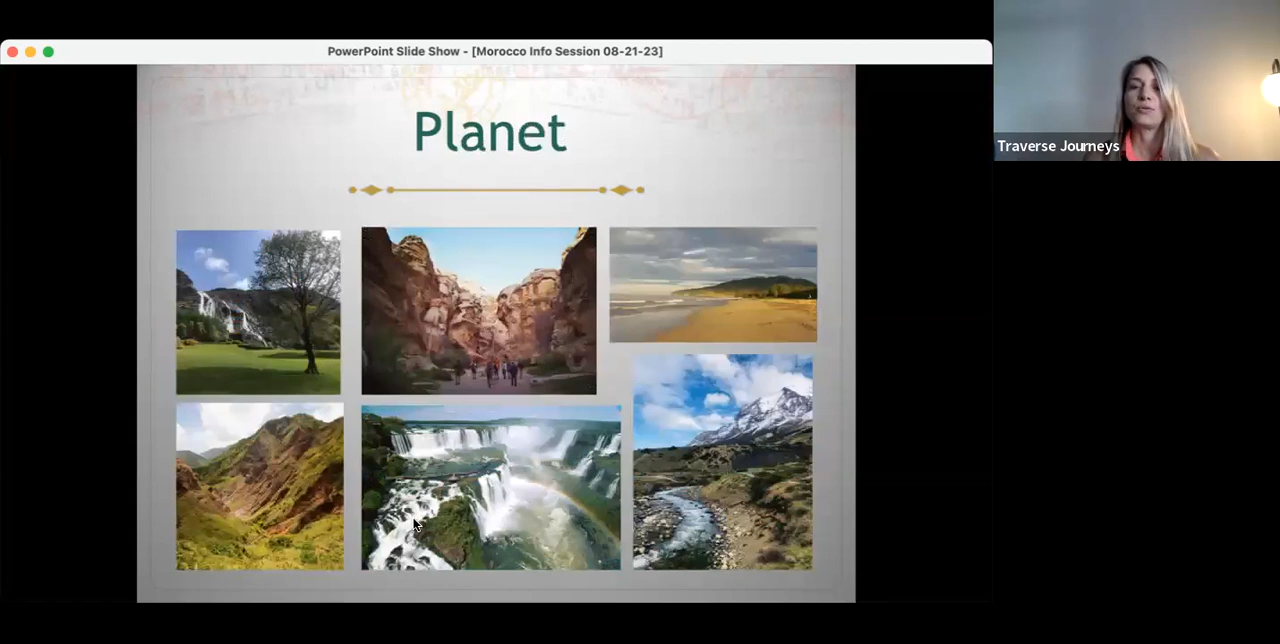 PowerPoint Slide Show - [Morocco Info Session 08-21-23]
Planet
Traverse Journeys